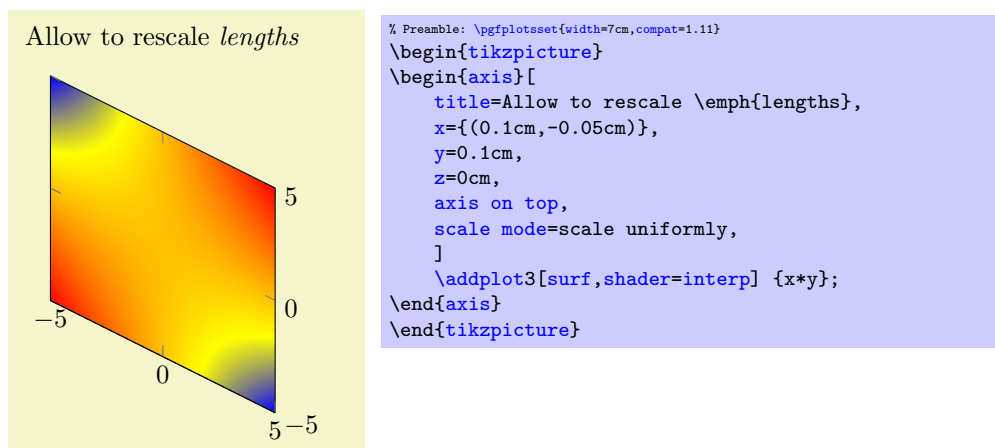 Allow to rescale lengths
5
0
−5
0
5 −5
% Preamble: \pgfplotsset{width=7cm,compat=1.11}
\begin{tikzpicture}
\begin{axis}[
    title=Allow to rescale \emph{lengths},
    x={(0.1cm,-0.05cm)},
    y=0.1cm,
    z=0cm,
    axis on top,
    scale mode=scale uniformly,
    ]
    \addplot3[surf,shader=interp] {x*y};
\end{axis}
\end{tikzpicture}